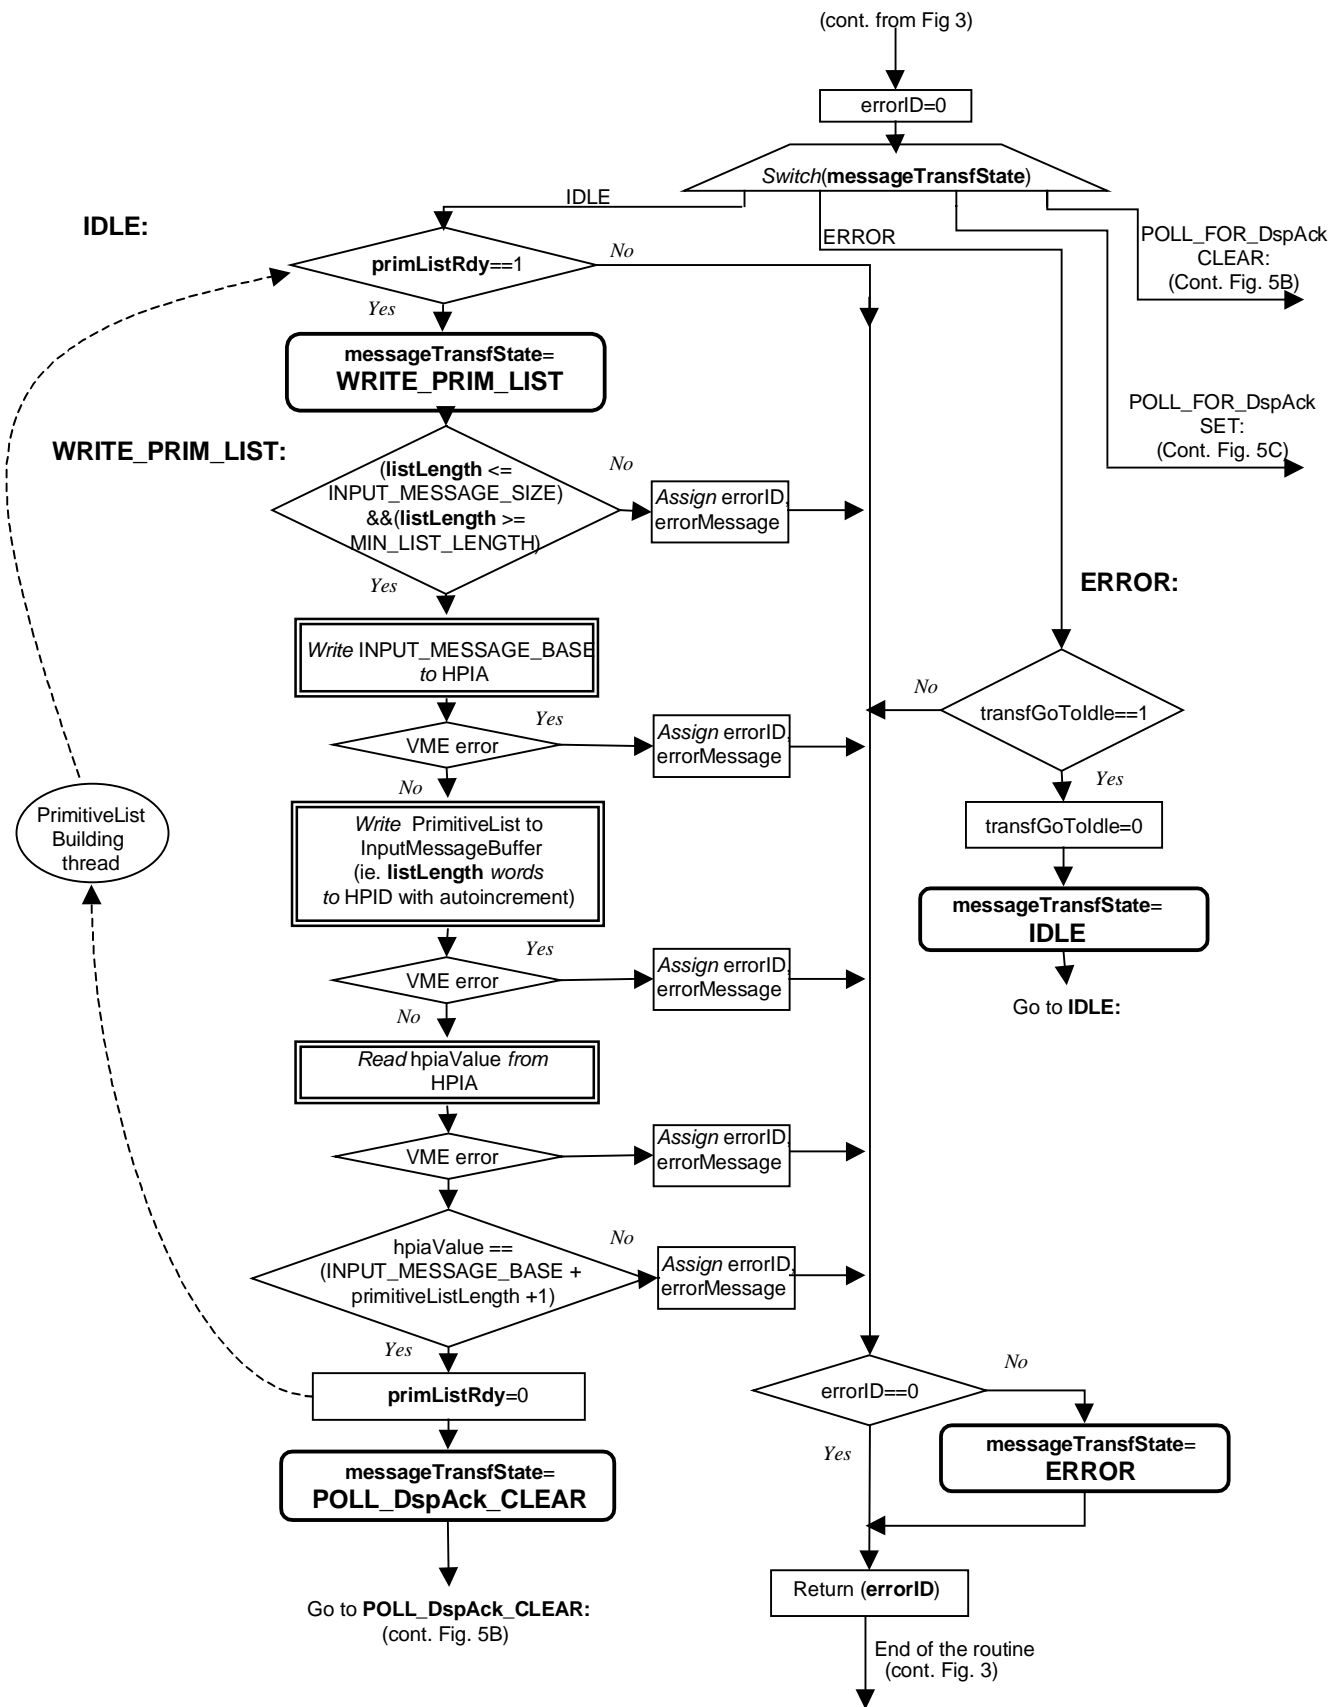 (cont. from Fig 3)
errorID=0
Switch(messageTransfState)
IDLE
IDLE:
ERROR
POLL_FOR_DspAck
CLEAR:
(Cont. Fig. 5B)
primListRdy==1
No
Yes
messageTransfState=
WRITE_PRIM_LIST
POLL_FOR_DspAck
SET:
(Cont. Fig. 5C)
WRITE_PRIM_LIST:
(listLength <=
INPUT_MESSAGE_SIZE)
&&(listLength >=
MIN_LIST_LENGTH)
No
Assign errorID,
errorMessage
Yes
ERROR:
Write INPUT_MESSAGE_BASE
to HPIA
No
transfGoToIdle==1
Yes
VME error
Yes
Assign errorID,
errorMessage
No
PrimitiveList
Building
thread
Write PrimitiveList to
InputMessageBuffer
(ie. listLength words
to HPID with autoincrement)
transfGoToIdle=0
messageTransfState=
IDLE
Go to IDLE:
VME error
Yes
Assign errorID,
errorMessage
No
Read hpiaValue from
HPIA
VME error
Assign errorID,
errorMessage
hpiaValue ==
(INPUT_MESSAGE_BASE +
primitiveListLength +1)
No
Assign errorID,
errorMessage
Yes
primListRdy=0
errorID==0
No
Yes
messageTransfState=
ERROR
messageTransfState=
POLL_DspAck_CLEAR
Return (errorID)
Go to POLL_DspAck_CLEAR:
(cont. Fig. 5B)
End of the routine
(cont. Fig. 3)